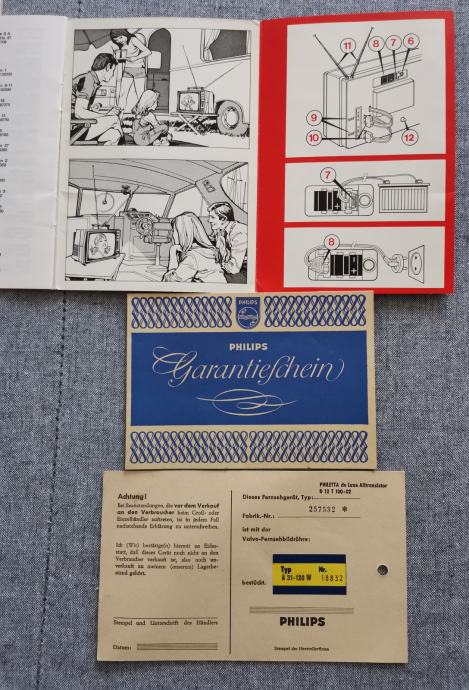 11
8
7
6
9
10
12
7
8
PHILIPS
PHILIPS
Garantieschein
PHILETTA de Luxe Alltransistor
D 12 T 100-02
Achtung!
Bei Beanstandungen, die vor dem Verkauf
an den Verbraucher beim Groß- oder
Einzelhändler auftreten, ist in jedem Fall
nachstehende Erklärung zu unterschreiben.
Ich (Wir) bestätige(n) hiermit an Eides-
statt, daß dieses Gerät noch nicht an den
Verbraucher verkauft ist, also noch un-
verkauft zu meinem (unserem) Lagerbe-
stand gehört.
Stempel und Unterschrift des Händlers
Datum:
Dieses Fernsehgerät, Typ:
Fabrik.-Nr.: 257532 *
ist mit der
Valvo-Fernsehbildröhre:
Typ Nr.
A 31-120 W 18832
bestückt.
PHILIPS
Stempel der Herstellerfirma